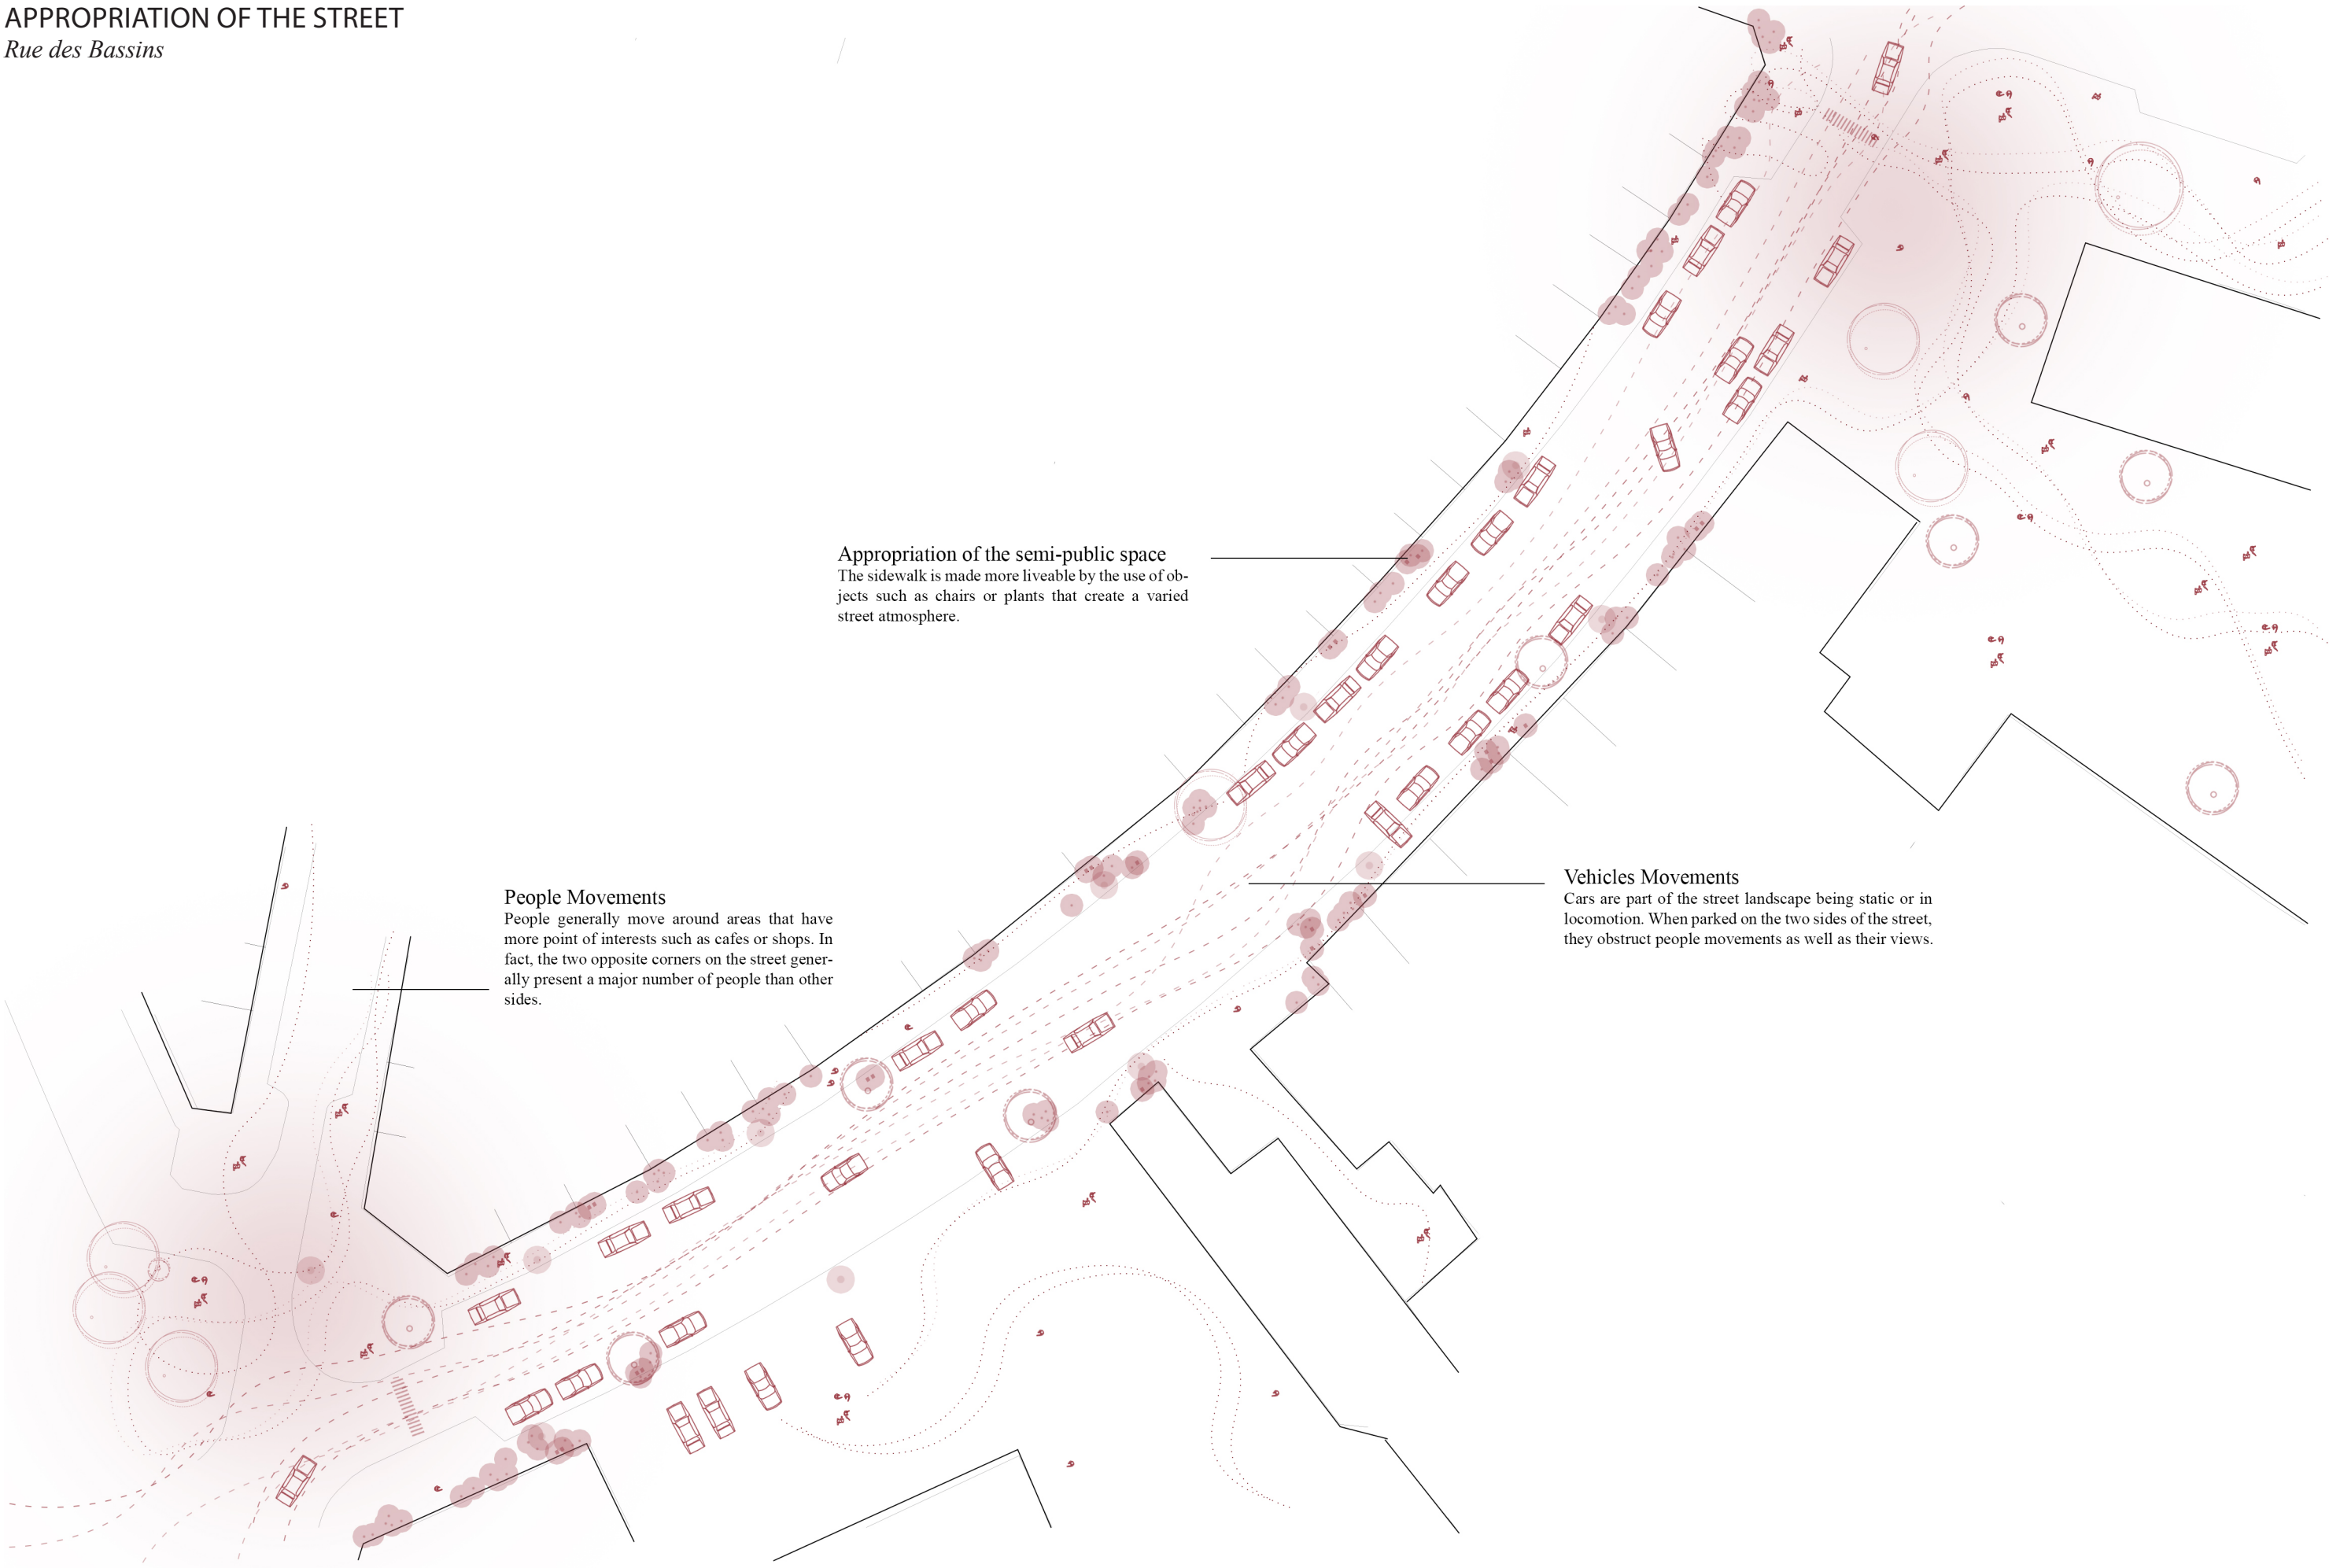 APPROPRIATION OF THE STREET
Rue des Bassins
Appropriation of the semi-public space
The sidewalk is made more liveable by the use of ob-
jects such as chairs or plants that create a varied
street atmosphere.
People Movements
People generally move around areas that have
more point of interests such as cafes or shops. In
fact, the two opposite corners on the street gener-
ally present a major number of people than other
sides.
Vehicles Movements
Cars are part of the street landscape being static or in
locomotion. When parked on the two sides of the street,
they obstruct people movements as well as their views.